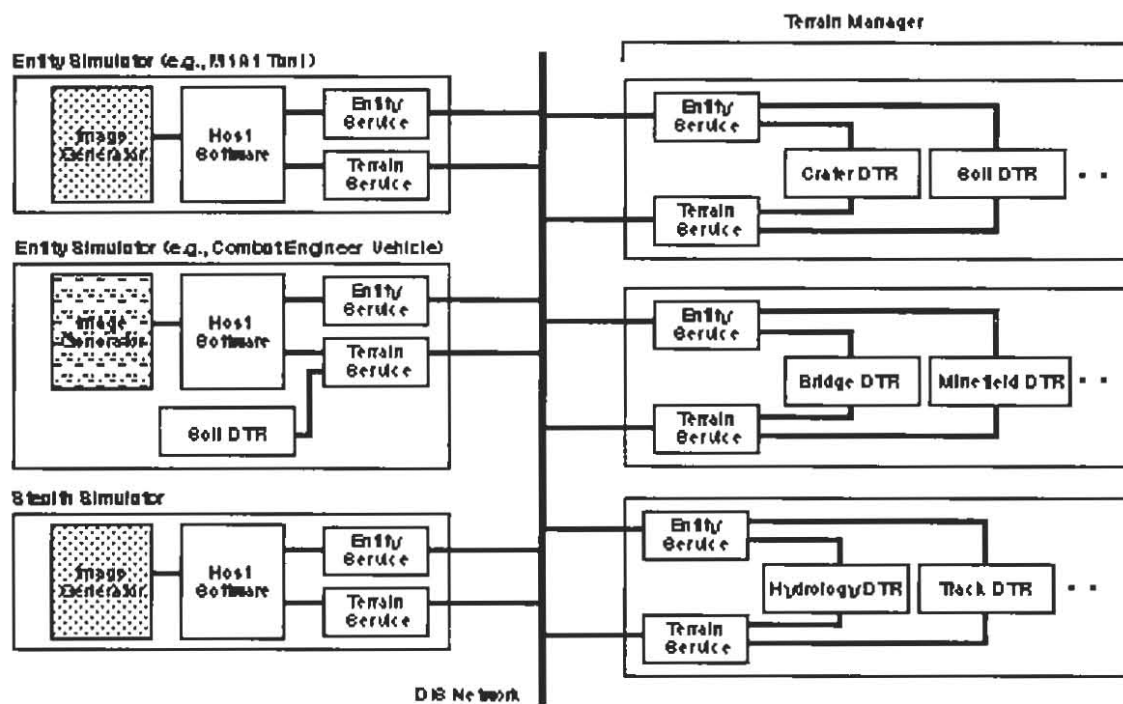 Terrain Manager
Entity Simulator (e.g., M1A1 Tank)
Image
Generator
Host
Software
Entity
Service
Terrain
Service
Entity
Service
Terrain
Service
Crater DTR
Soil DTR
Entity Simulator (e.g., Combat Engineer Vehicle)
Image
Generator
Host
Software
Entity
Service
Terrain
Service
Soil DTR
Entity
Service
Terrain
Service
Bridge DTR
Minefield DTR
Stealth Simulator
Image
Generator
Host
Software
Entity
Service
Terrain
Service
Entity
Service
Terrain
Service
Hydrology DTR
Track DTR
DIS Network